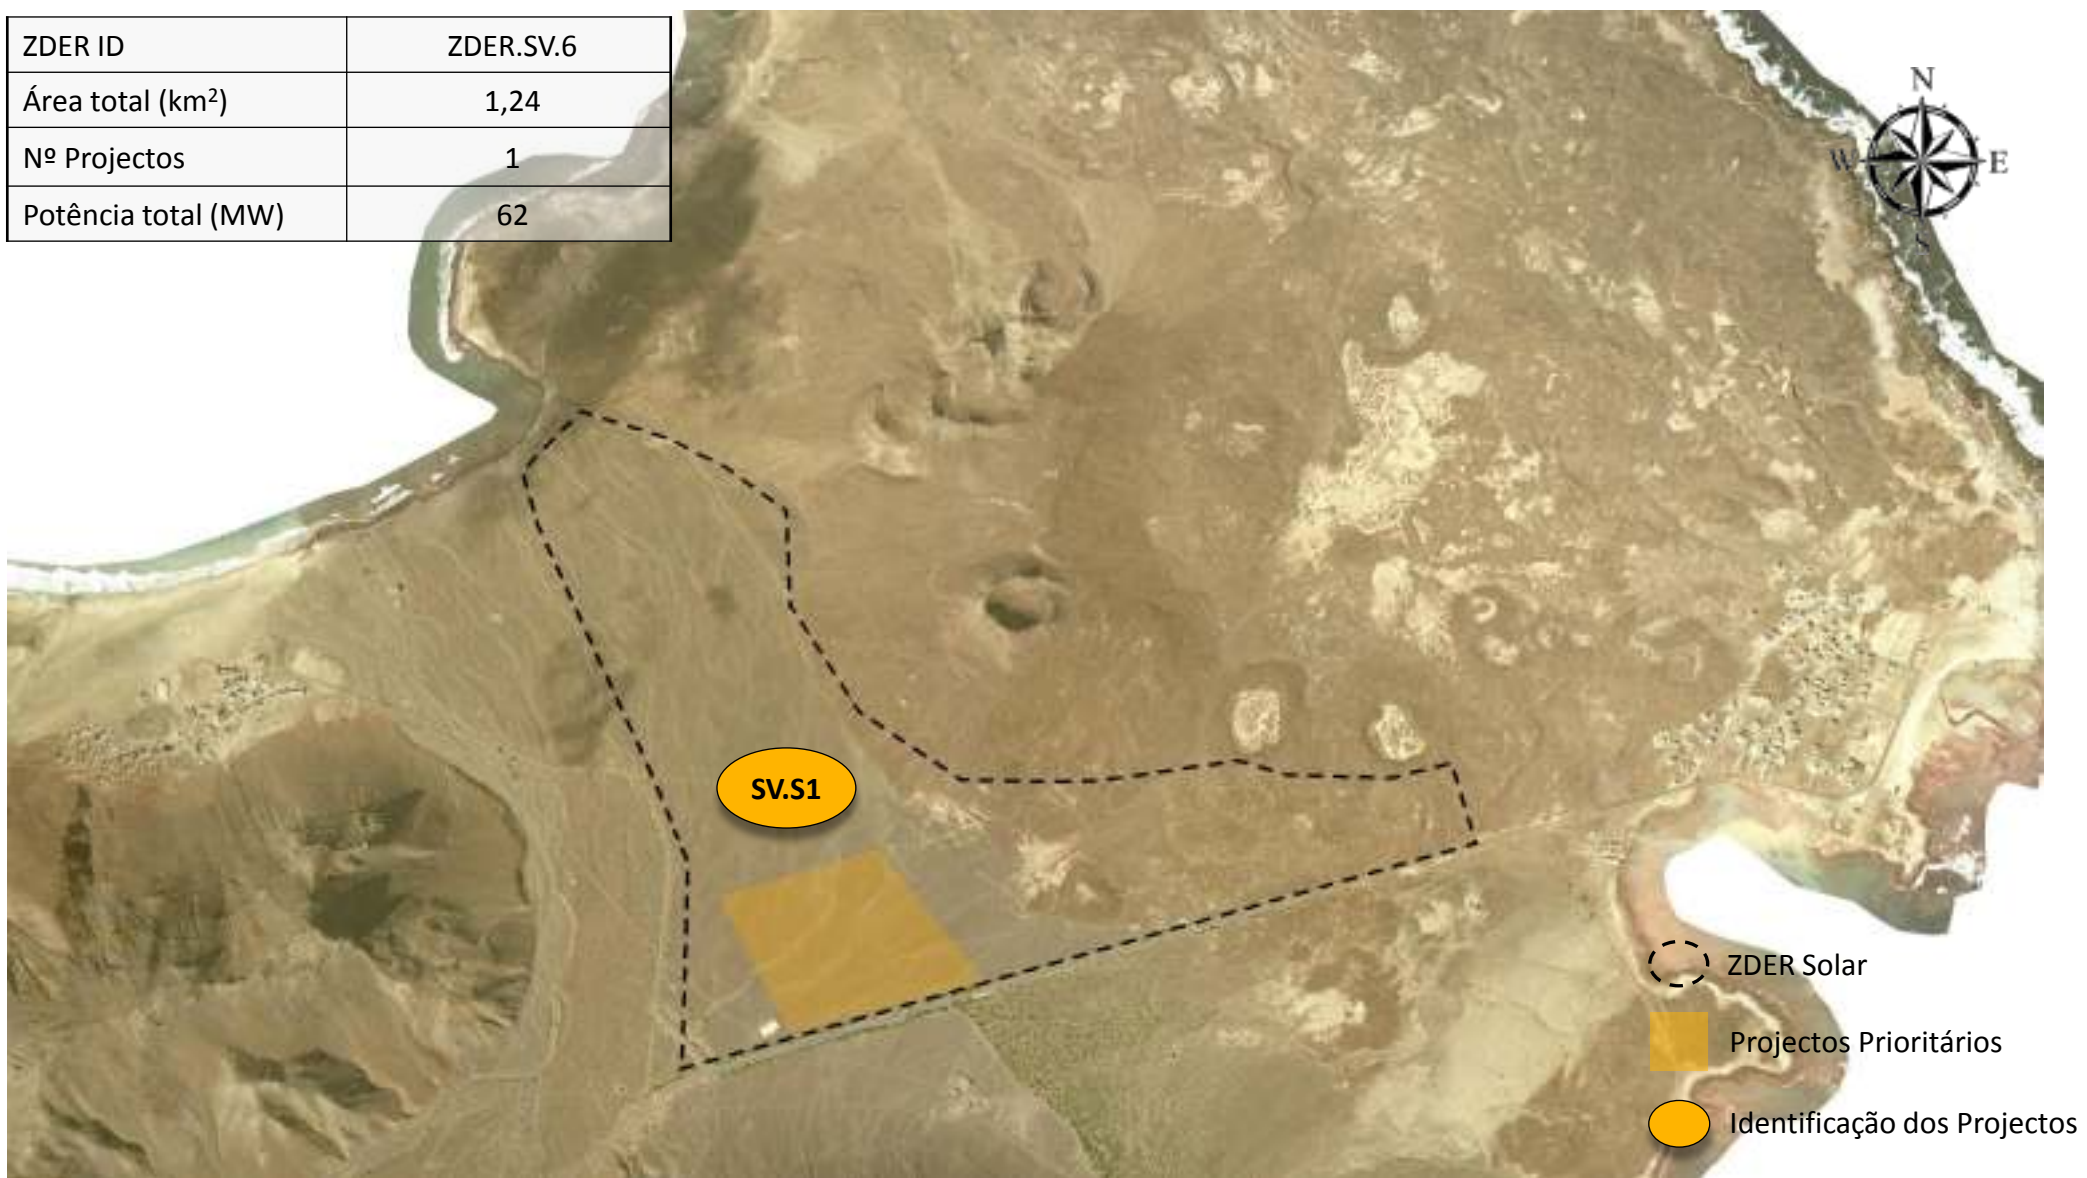 ZDER ID ZDER.SV.6
Área total (km²) 1,24
Nº Projectos 1
Potência total (MW) 62
N
W E
S
SV.S1
ZDER Solar
Projectos Prioritários
Identificação dos Projectos